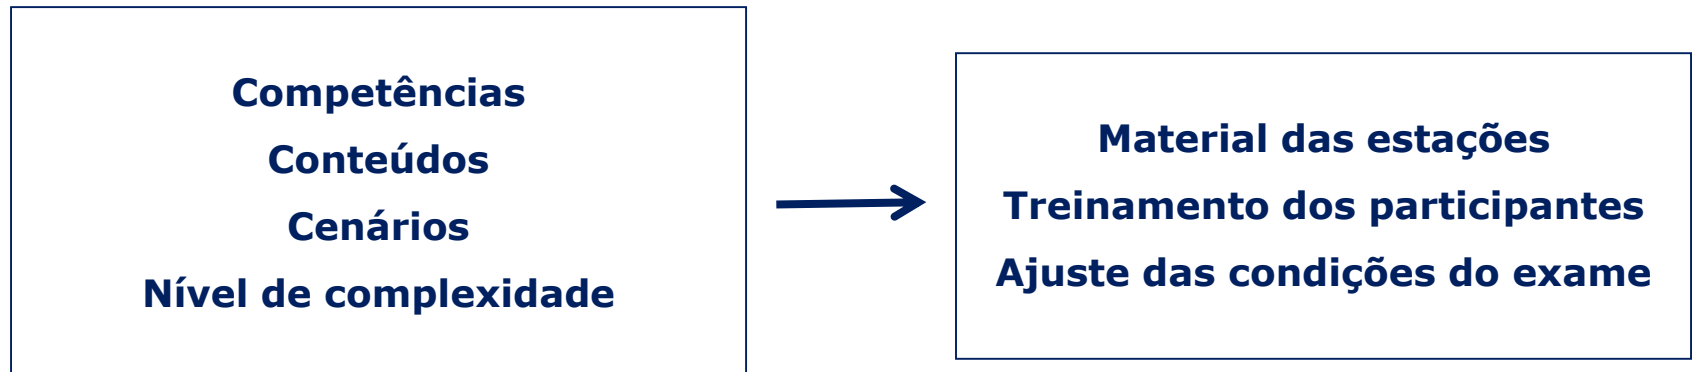 Competências
Conteúdos
Cenários
Nível de complexidade
Material das estações
Treinamento dos participantes
Ajuste das condições do exame